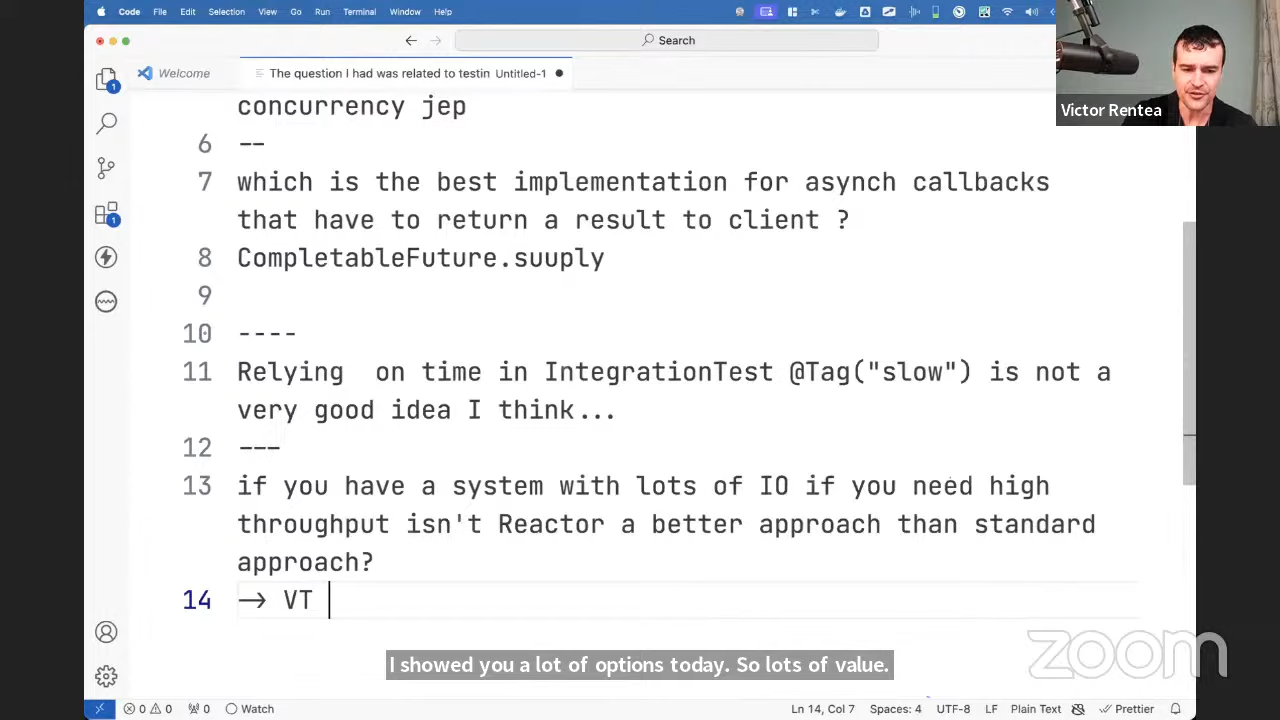 Code File Edit Selection View Go Run Terminal Window Help
Search
Welcome
The question I had was related to testin Untitled-1
Victor Rentea
concurrency jep
6 --
7 which is the best implementation for asynch callbacks
that have to return a result to client ?
8 CompletableFuture.suuply
9
10 ----
11 Relying  on time in IntegrationTest @Tag("slow") is not a
very good idea I think...
12 ---
13 if you have a system with lots of IO if you need high
throughput isn't Reactor a better approach than standard
approach?
14 -> VT
1
1
I showed you a lot of options today. So lots of value.
zoom
0 0 0 Watch Ln 14, Col 7 Spaces: 4 UTF-8 LF Plain Text Prettier